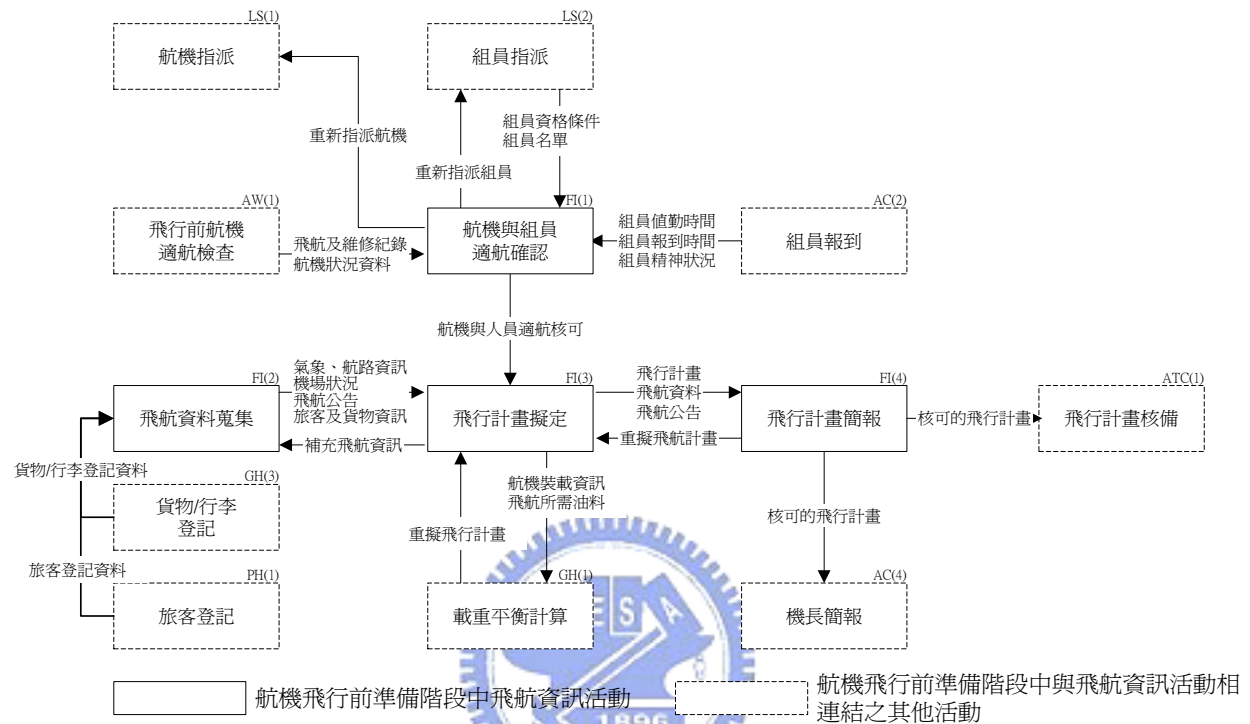 LS(1)
航機指派
LS(2)
組員指派
重新指派航機
組員資格條件
組員名單
重新指派組員
AW(1)
飛行前航機
適航檢查
飛航及維修紀錄
航機狀況資料
FI(1)
航機與組員
適航確認
組員值勤時間
組員報到時間
組員精神狀況
AC(2)
組員報到
航機與人員適航核可
FI(2)
飛航資料蒐集
氣象、航路資訊
機場狀況
飛航公告
旅客及貨物資訊
補充飛航資訊
FI(3)
飛行計畫擬定
飛行計畫
飛航資料
飛航公告
重擬飛航計畫
FI(4)
飛行計畫簡報
核可的飛行計畫
ATC(1)
飛行計畫核備
貨物/行李登記資料
GH(3)
貨物/行李
登記
重擬飛行計畫
航機裝載資訊
飛航所需油料
核可的飛行計畫
旅客登記資料
PH(1)
旅客登記
GH(1)
載重平衡計算
AC(4)
機長簡報
E S A
1896
航機飛行前準備階段中飛航資訊活動
航機飛行前準備階段中與飛航資訊活動相
連結之其他活動